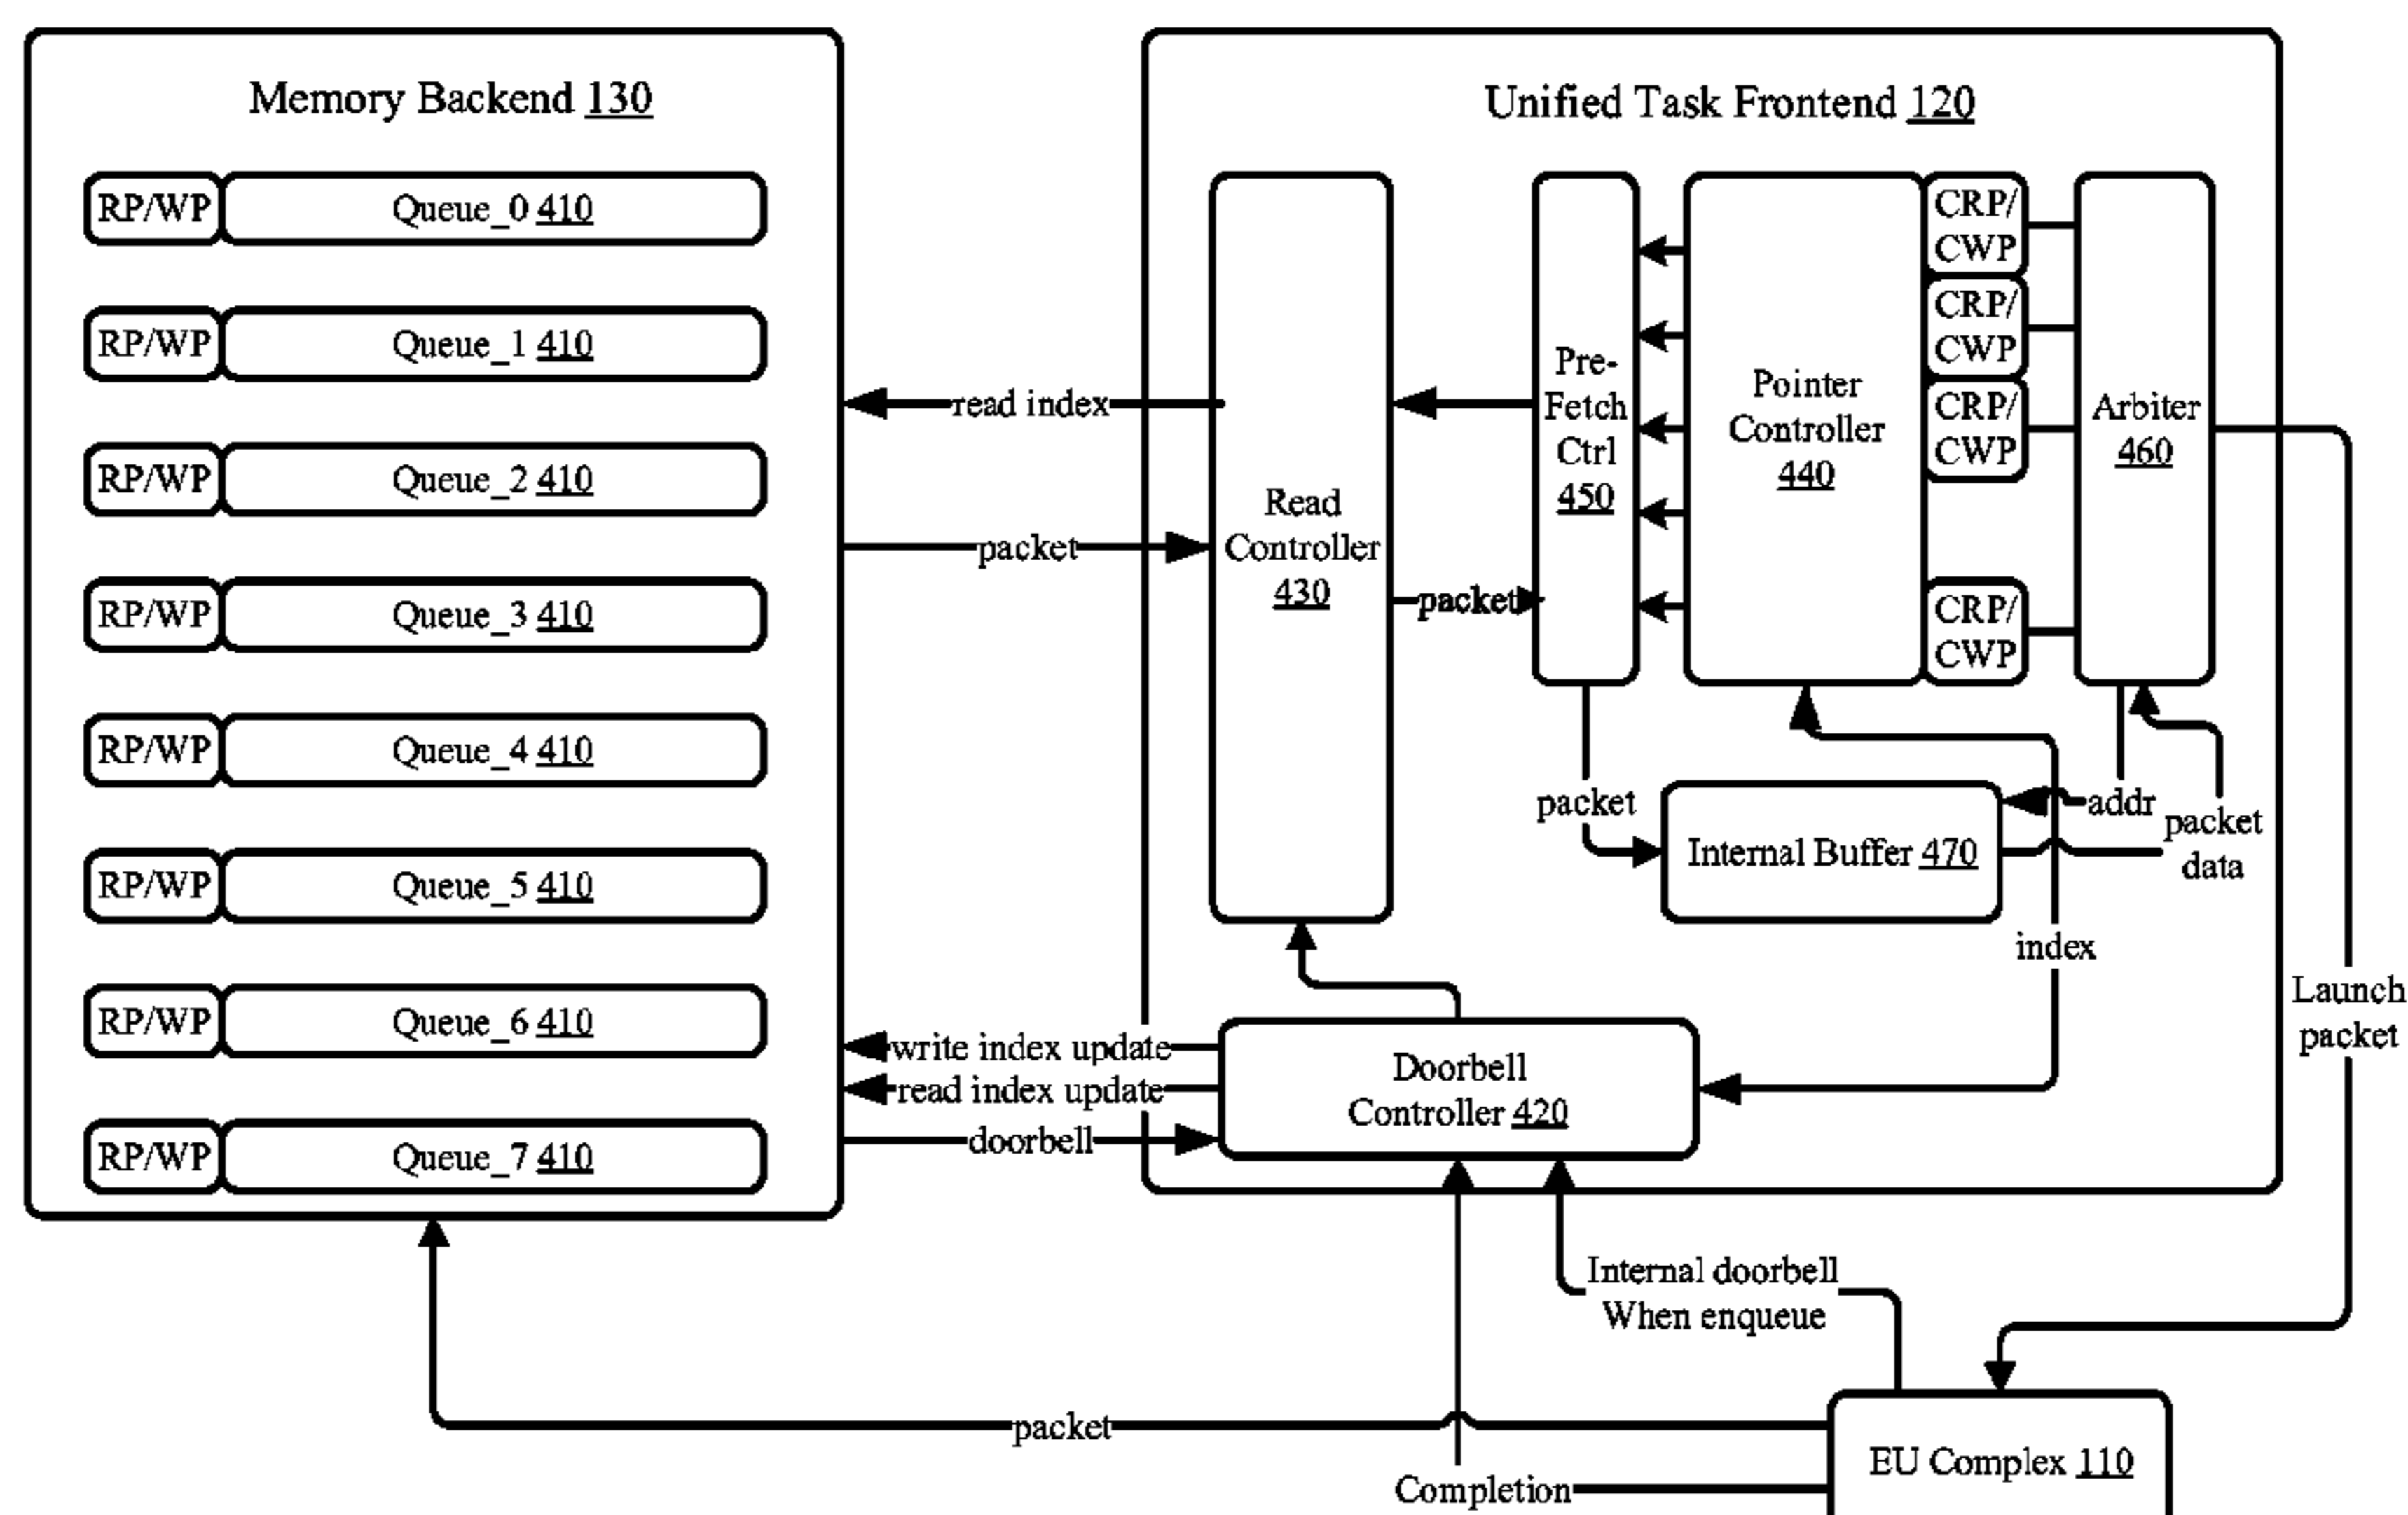 Memory Backend 130
RP/WP Queue_0 410
RP/WP Queue_1 410
RP/WP Queue_2 410
RP/WP Queue_3 410
RP/WP Queue_4 410
RP/WP Queue_5 410
RP/WP Queue_6 410
RP/WP Queue_7 410
read index
packet
write index update
read index update
doorbell
Unified Task Frontend 120
Read
Controller
430
packet
Pre-
Fetch
Ctrl
450
Pointer
Controller
440
CRP/
CWP
CRP/
CWP
CRP/
CWP
CRP/
CWP
Arbiter
460
packet
Internal Buffer 470
addr
packet
data
index
Doorbell
Controller 420
Launch
packet
Internal doorbell
When enqueue
packet
Completion
EU Complex 110